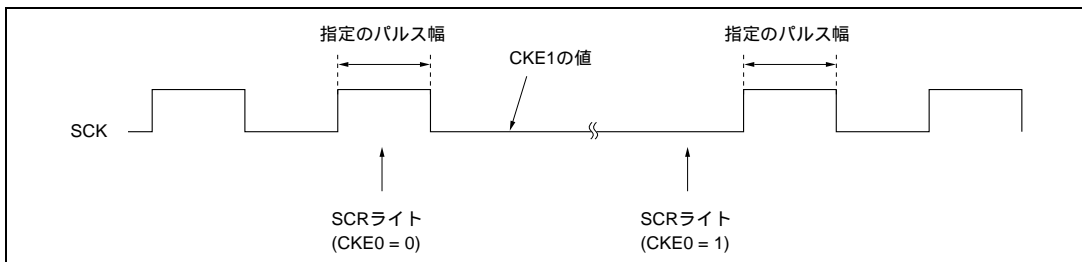 指定のパルス幅
指定のパルス幅
CKE1の値
SCK
SCRライト
(CKE0 = 0)
SCRライト
(CKE0 = 1)